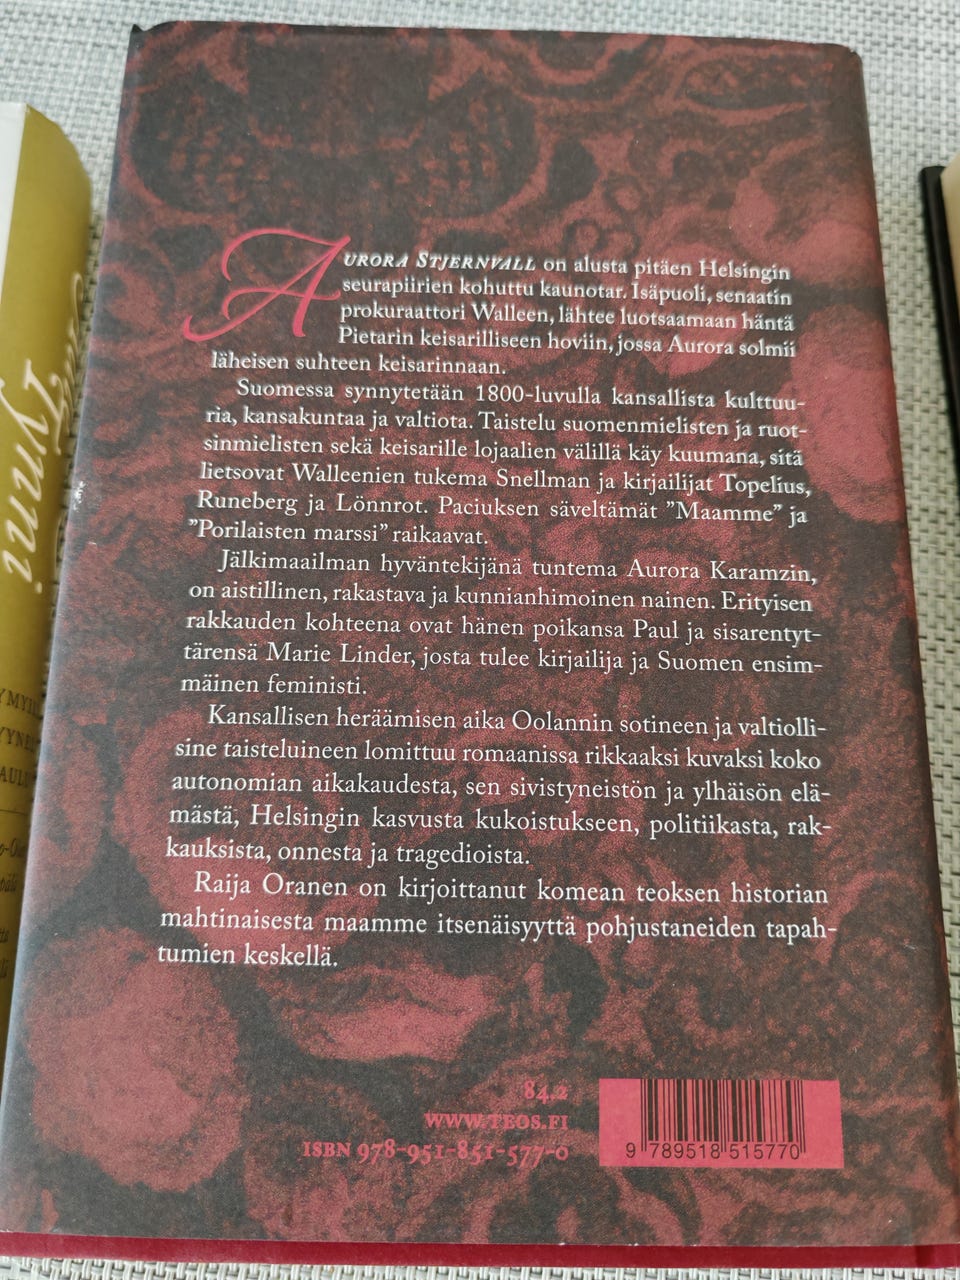 AURORA STJERNVALL on alusta pitäen Helsingin
seurapiirien kohuttu kaunotar. Isäpuoli, senaatin
prokuraattori Walleen, lähtee luotsaamaan häntä
Pietarin keisarilliseen hoviin, jossa Aurora solmii
läheisen suhteen keisarinnaan.
Suomessa synnytetään 1800-luvulla kansallista kulttuu-
ria, kansakuntaa ja valtiota. Taistelu suomenmielisten ja ruot-
sinmielisten sekä keisarille lojaalien välillä käy kuumana, sitä
lietsovat Walleenien tukema Snellman ja kirjailijat Topelius,
Runeberg ja Lönnrot. Paciuksen säveltämät ”Maamme” ja
”Porilaisten marssi” raikaavat.
Jälkimaailman hyväntekijänä tuntema Aurora Karamzin,
on aistillinen, rakastava ja kunnianhimoinen nainen. Erityisen
rakkauden kohteena ovat hänen poikansa Paul ja sisarentyt-
tärensä Marie Linder, josta tulee kirjailija ja Suomen ensim-
mäinen feministi.
Kansallisen heräämisen aika Oolannin sotineen ja valtiolli-
sine taisteluineen lomittuu romaanissa rikkaaksi kuvaksi koko
autonomian aikakaudesta, sen sivistyneistön ja ylhäisön elä-
mästä, Helsingin kasvusta kukoistukseen, politiikasta, rak-
kauksista, onnesta ja tragedioista.
Raija Oranen on kirjoittanut komean teoksen historian
mahtinaisesta maamme itsenäisyyttä pohjustaneiden tapah-
tumien keskellä.
84.2
WWW.TEOS.FI
ISBN 978-951-851-577-0
9 789518 515770